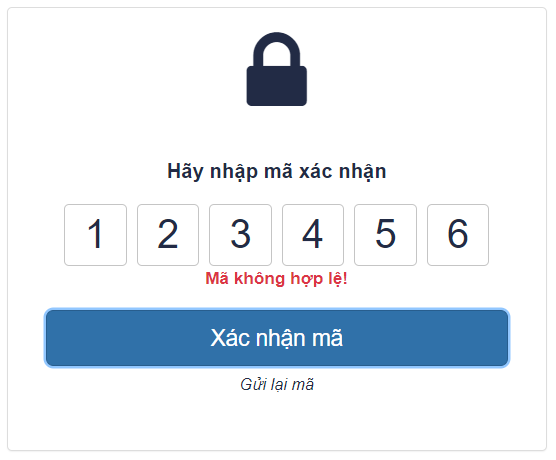 Hãy nhập mã xác nhận
1 2 3 4 5 6
Mã không hợp lệ!
Xác nhận mã
Gửi lại mã